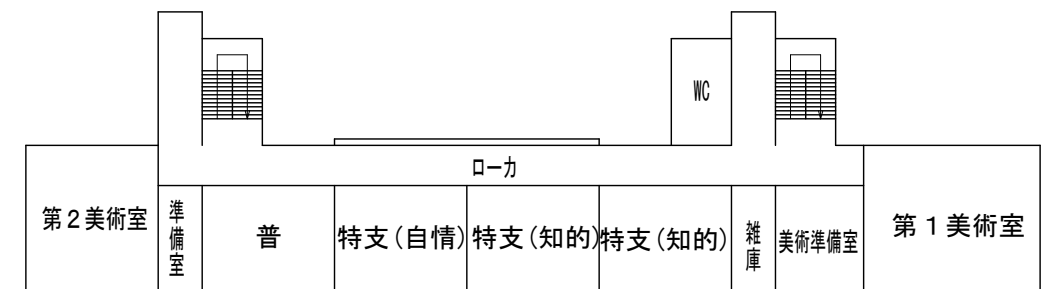 WC
ローカ
第２美術室
準備室
普
特支(自情)
特支(知的)
特支(知的)
雑庫
美術準備室
第１美術室